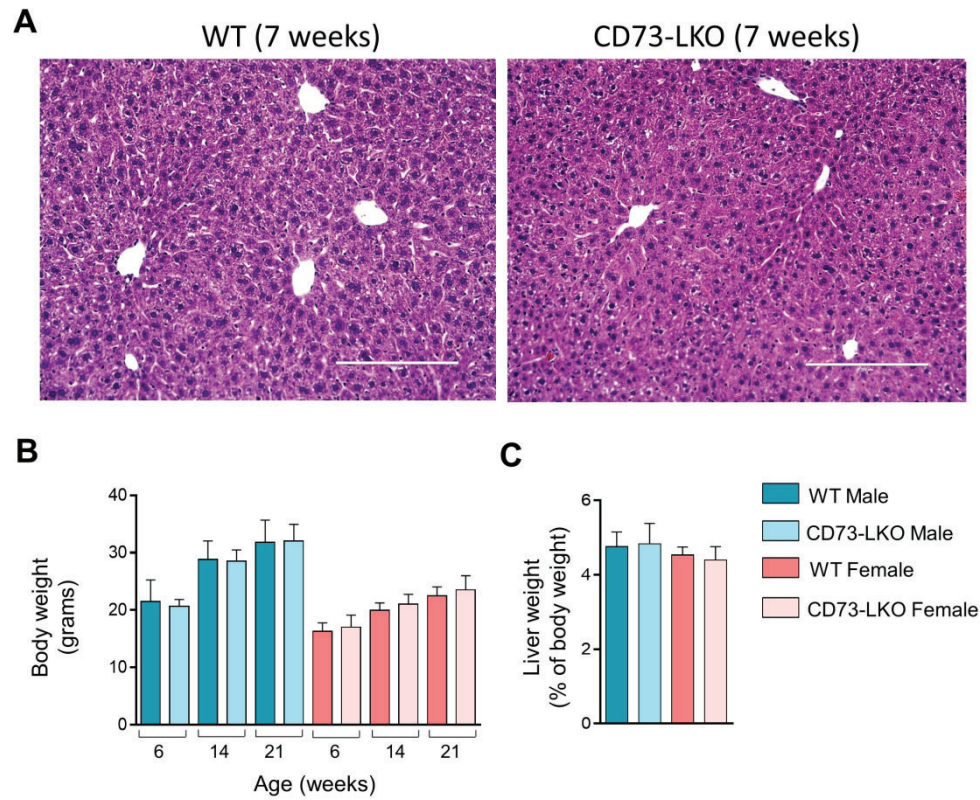 A
WT (7 weeks)
CD73-LKO (7 weeks)
B
Body weight
(grams)
40
30
20
10
0
6
14
21
6
14
21
Age (weeks)
C
Liver weight
(% of body weight)
6
4
2
0
WT Male
CD73-LKO Male
WT Female
CD73-LKO Female